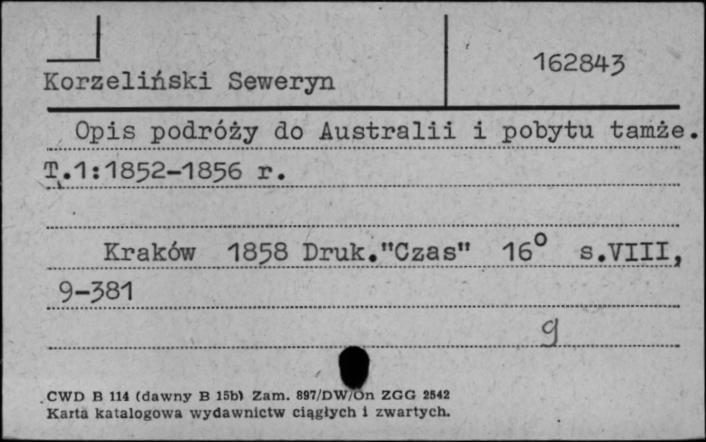 162843
Korzeliński Seweryn
Opis podróży do Australii i pobytu tamże.
T.1:1852-1856 r.
Kraków 1858 Druk."Czas" 16° s.VIII,
9-381
g
CWD B 114 (dawny B 15b) Zam. 897/DW/On ZGG 2542
Karta katalogowa wydawnictw ciągłych i zwartych.